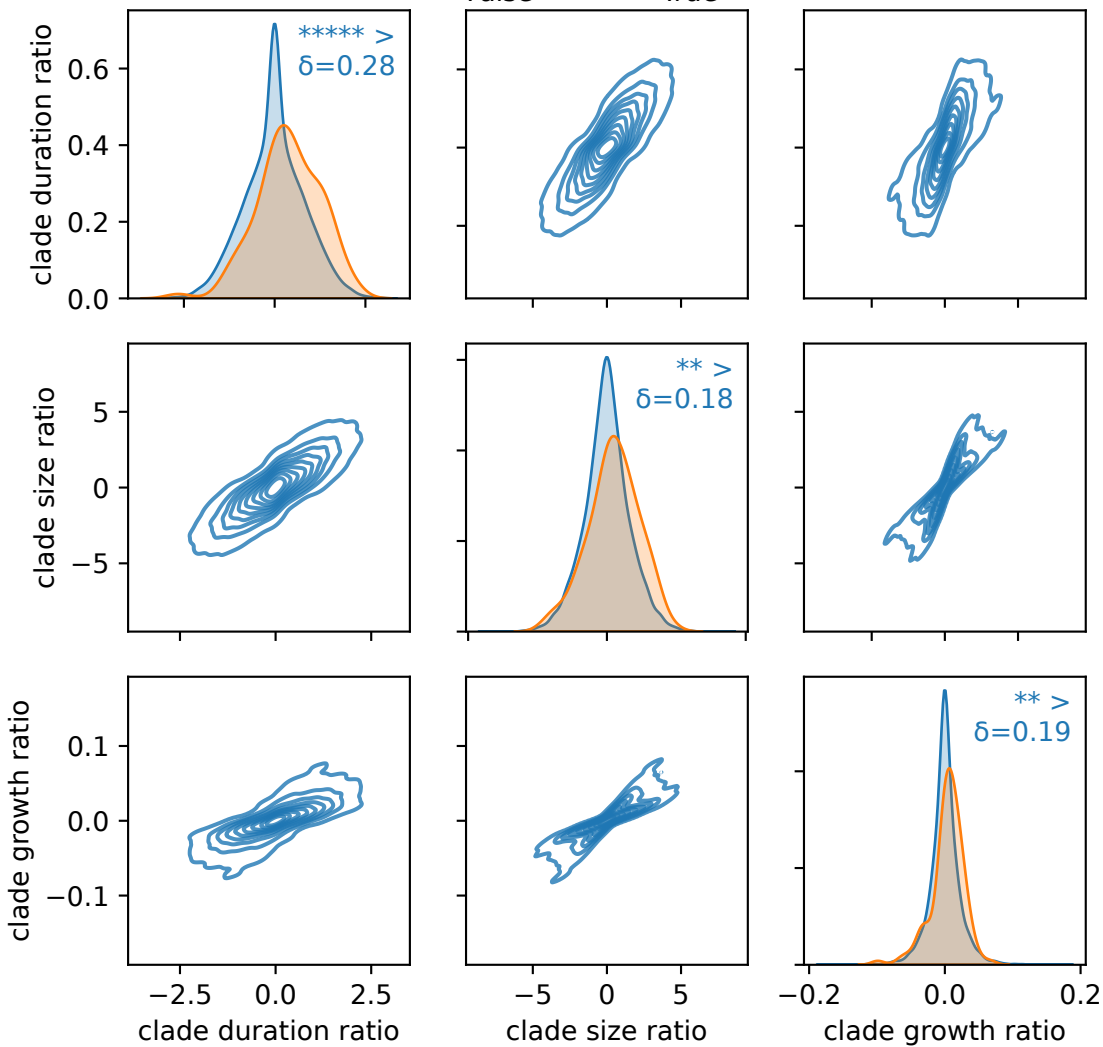 ***** >
δ=0.28
clade duration ratio
0.6
0.4
0.2
0.0
** >
δ=0.18
clade size ratio
5
0
−5
** >
δ=0.19
clade growth ratio
0.1
0.0
−0.1
−2.5 0.0 2.5
−5 0 5
−0.2 0.0 0.2
clade duration ratio
clade size ratio
clade growth ratio